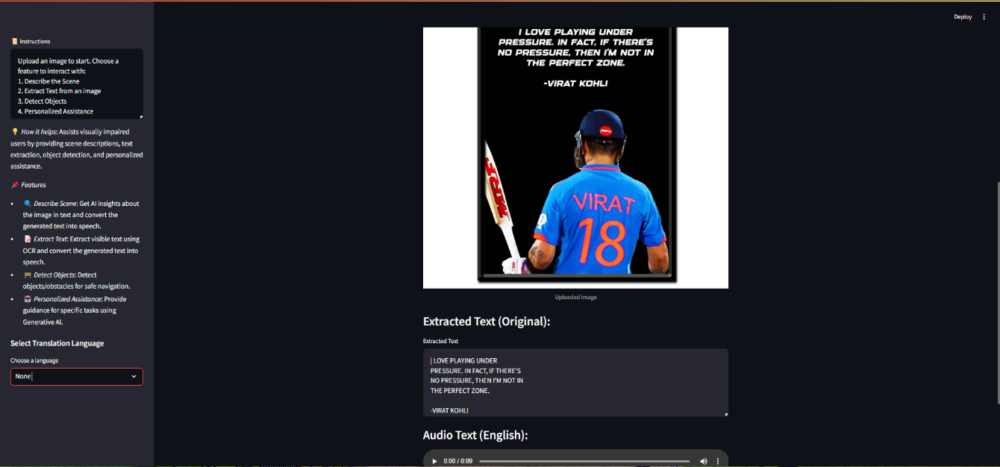 Deploy
Instructions
Upload an image to start. Choose a
feature to interact with:
1. Describe the Scene
2. Extract Text from an image
3. Detect Objects
4. Personalized Assistance
How it helps: Assists visually impaired
users by providing scene descriptions, text
extraction, object detection, and personalized
assistance.
Features
Describe Scene: Get AI insights about
the image in text and convert the
generated text into speech.
Extract Text: Extract visible text using
OCR and convert the generated text into
speech.
Detect Objects: Detect
objects/obstacles for safe navigation.
Personalized Assistance: Provide
guidance for specific tasks using
Generative AI.
Select Translation Language
Choose a language
None
I LOVE PLAYING UNDER
PRESSURE. IN FACT, IF THERE'S
NO PRESSURE, THEN I'M NOT IN
THE PERFECT ZONE.
-VIRAT KOHLI
VIRAT
18
Uploaded Image
Extracted Text (Original):
Extracted Text
| LOVE PLAYING UNDER
PRESSURE. IN FACT, IF THERE'S
NO PRESSURE, THEN I'M NOT IN
THE PERFECT ZONE.
-VIRAT KOHLI
Audio Text (English):
0:00 / 0:09